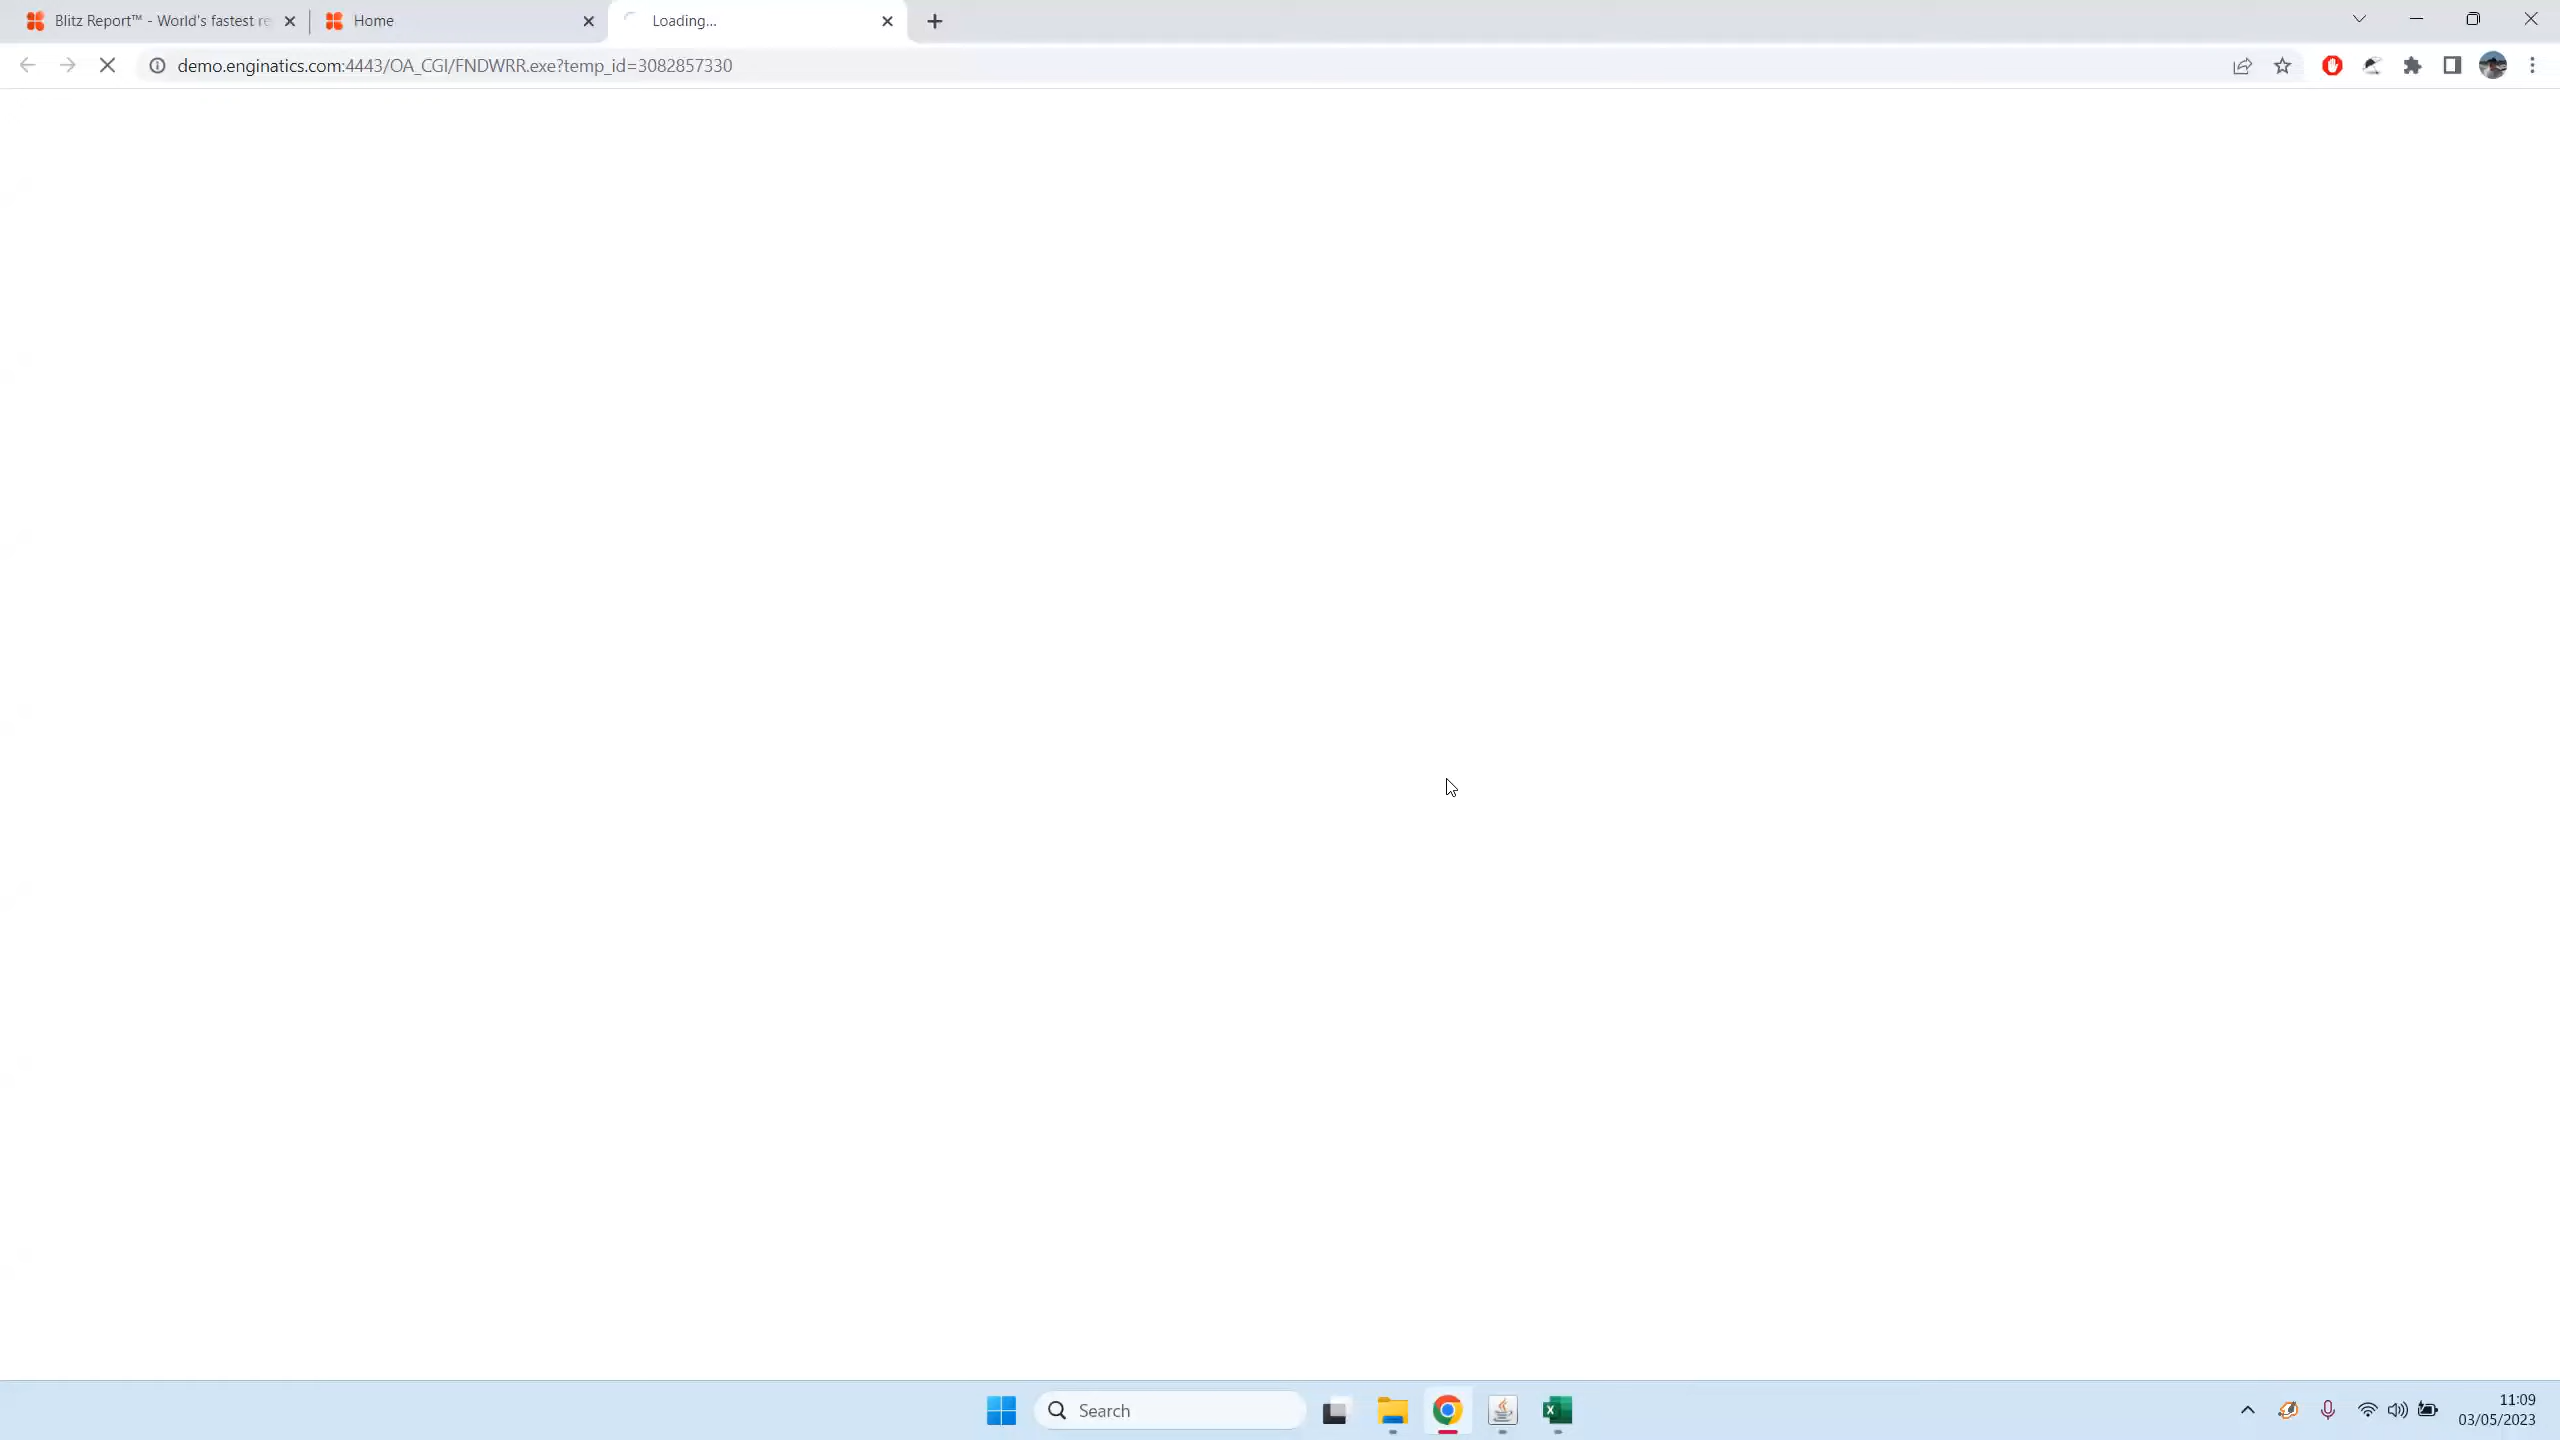 Blitz Report™ - World's fastest re
Home
Loading...
demo.enginatics.com:4443/OA_CGI/FNDWRR.exe?temp_id=3082857330
Search
11:09
03/05/2023